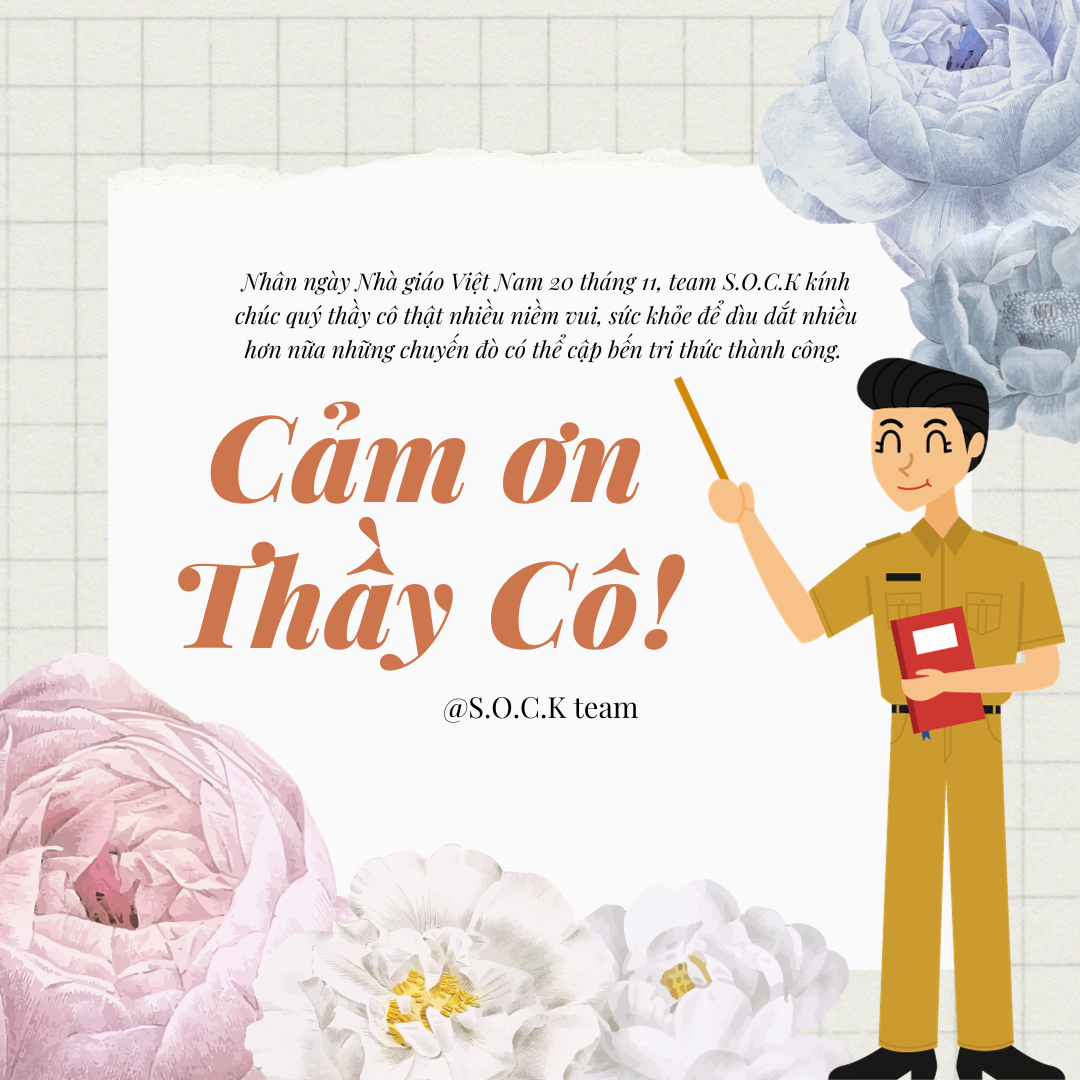 Nhân ngày Nhà giáo Việt Nam 20 tháng 11, team S.O.C.K kính
chúc quý thầy cô thật nhiều niềm vui, sức khỏe để dìu dắt nhiều
hơn nữa những chuyến đò có thể cập bến tri thức thành công.
Cảm ơn
Thầy Cô!
@S.O.C.K team